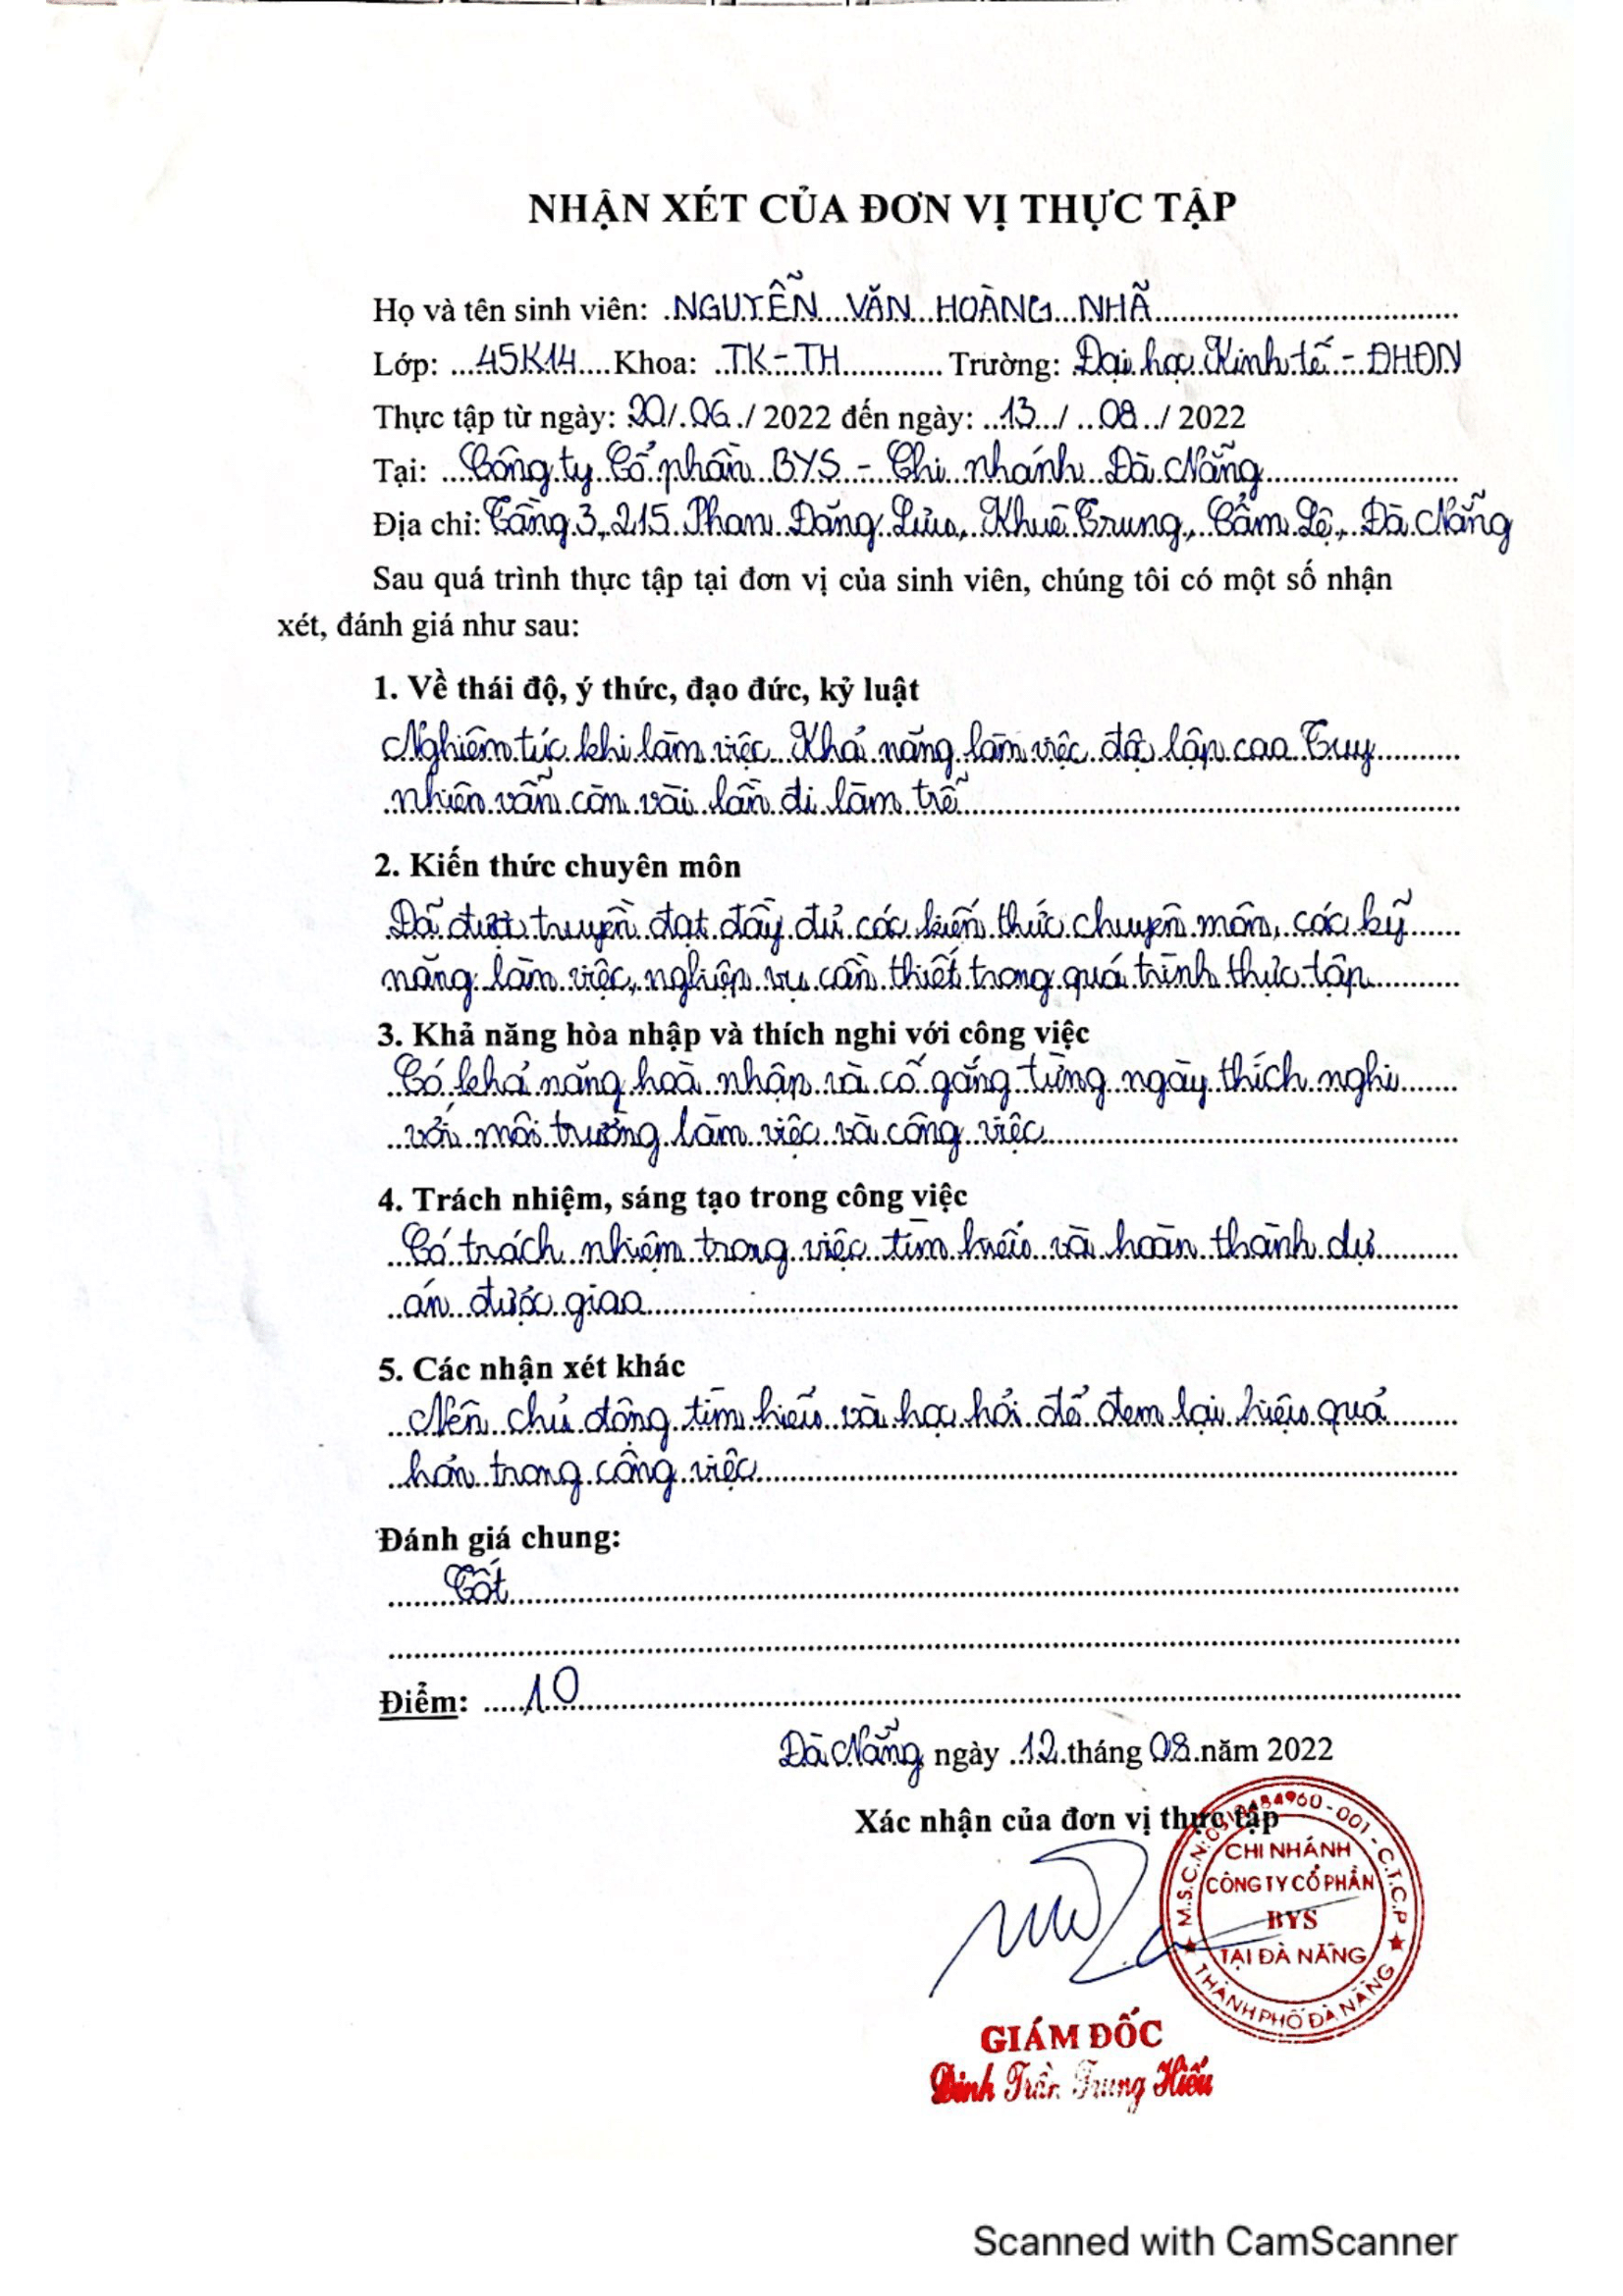 NHẬN XÉT CỦA ĐƠN VỊ THỰC TẬP
Họ và tên sinh viên: NGUYỄN VĂN HOÀNG NHÃ
Lớp: 45K14 Khoa: TK-TH Trường: Đại học Kinh tế - ĐHĐN
Thực tập từ ngày: 20/06/2022 đến ngày: 13/08/2022
Tại: Công ty Cổ phần BYS - Chi nhánh Đà Nẵng
Địa chỉ: Tầng 3, 215 Phan Đăng Lưu, Khuê Trung, Cẩm Lệ, Đà Nẵng
Sau quá trình thực tập tại đơn vị của sinh viên, chúng tôi có một số nhận
xét, đánh giá như sau:
1. Về thái độ, ý thức, đạo đức, kỷ luật
Nghiêm túc khi làm việc. Khả năng làm việc độc lập cao. Tuy
nhiên vẫn còn vài lần đi làm trễ
2. Kiến thức chuyên môn
Đã được truyền đạt đầy đủ các kiến thức chuyên môn, các kỹ
năng làm việc, nghiệp vụ cần thiết trong quá trình thực tập
3. Khả năng hòa nhập và thích nghi với công việc
Có khả năng hoà nhập và cố gắng từng ngày thích nghi
với môi trường làm việc và công việc
4. Trách nhiệm, sáng tạo trong công việc
Có trách nhiệm trong việc tìm hiểu và hoàn thành dự
án được giao
5. Các nhận xét khác
Nên chủ động tìm hiểu và học hỏi để đem lại hiệu quả
hơn trong công việc
Đánh giá chung:
Tốt
Điểm: 10
Đà Nẵng ngày 12 tháng 08 năm 2022
Xác nhận của đơn vị thực tập
CHI NHÁNH
CÔNG TY CỔ PHẦN
BYS
TẠI ĐÀ NẴNG
THÀNH PHỐ ĐÀ NẴNG
GIÁM ĐỐC
Đinh Trần Trung Hiếu
Scanned with CamScanner